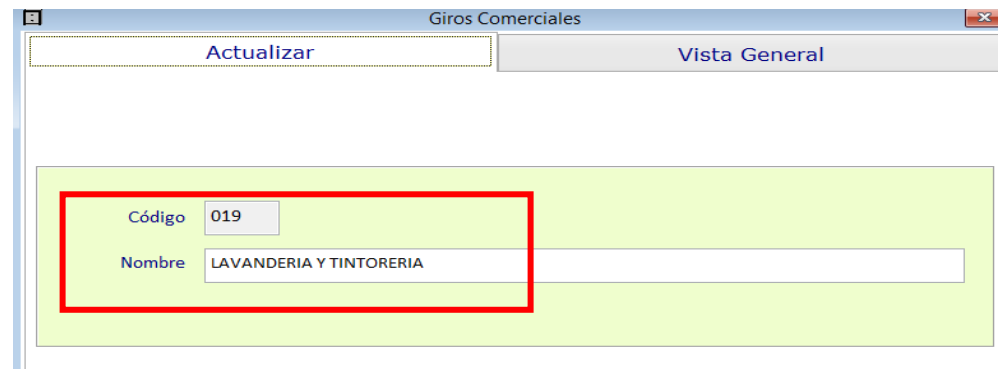 Giros Comerciales
Actualizar Vista General
Código 019
Nombre LAVANDERIA Y TINTORERIA